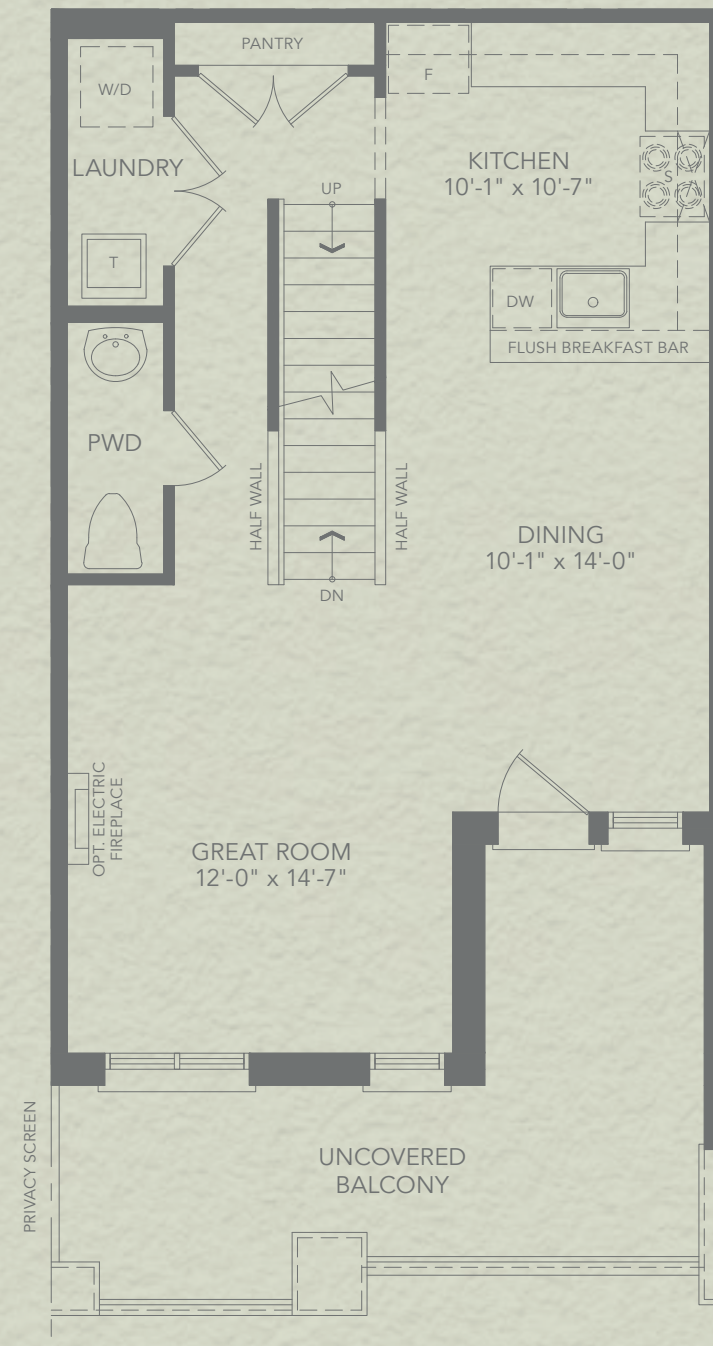 PANTRY
W/D
F
LAUNDRY
KITCHEN
10'-1" x 10'-7"
S
UP
T
DW
FLUSH BREAKFAST BAR
PWD
HALF WALL
HALF WALL
DINING
10'-1" x 14'-0"
DN
OPT. ELECTRIC
FIREPLACE
GREAT ROOM
12'-0" x 14'-7"
PRIVACY SCREEN
UNCOVERED
BALCONY